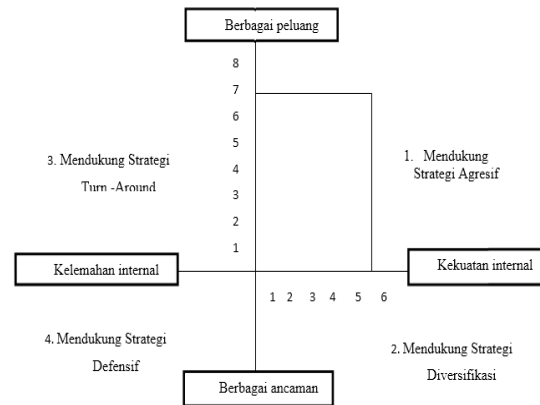 Berbagai peluang
8
7
6
5
4
3
2
1
3. Mendukung Strategi
Turn -Around
1. Mendukung
Strategi Agresif
Kelemahan internal
Kekuatan internal
1 2 3 4 5 6
4. Mendukung Strategi
Defensif
2. Mendukung Strategi
Diversifikasi
Berbagai ancaman